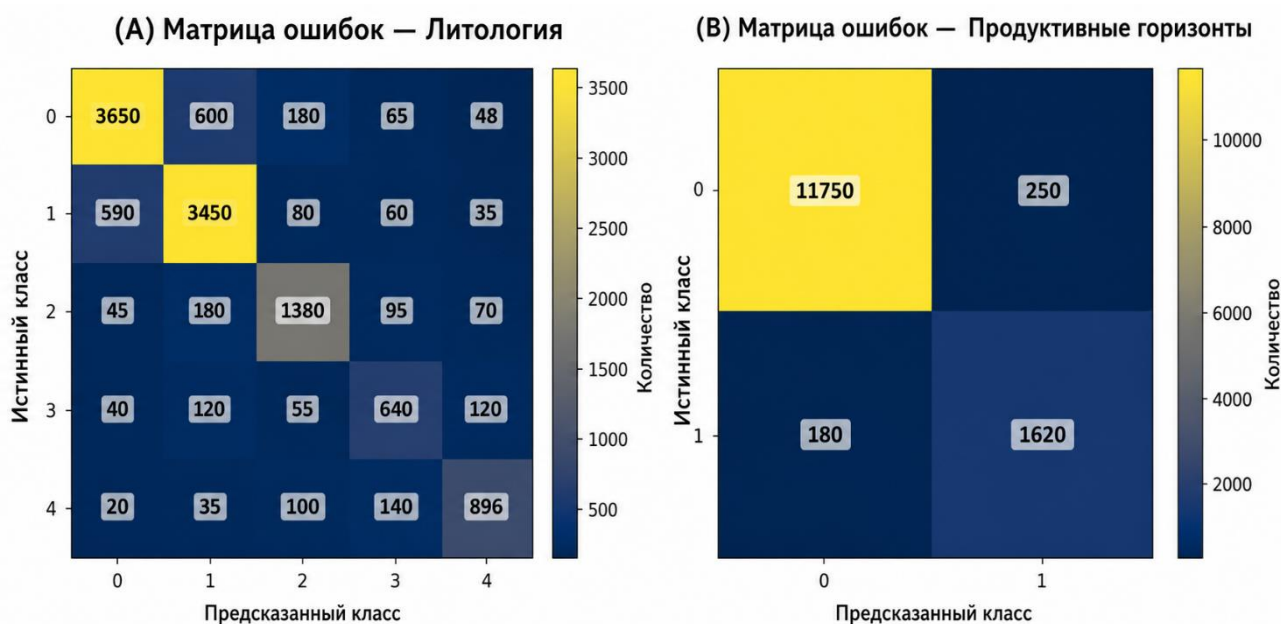 (A) Матрица ошибок — Литология
Истинный класс
0
3650 600 180 65 48
1
590 3450 80 60 35
2
45 180 1380 95 70
3
40 120 55 640 120
4
20 35 100 140 896
0 1 2 3 4
Предсказанный класс
3500
3000
2500
2000
1500
1000
500
Количество
(B) Матрица ошибок — Продуктивные горизонты
Истинный класс
0
11750 250
1
180 1620
0 1
Предсказанный класс
10000
8000
6000
4000
2000
Количество